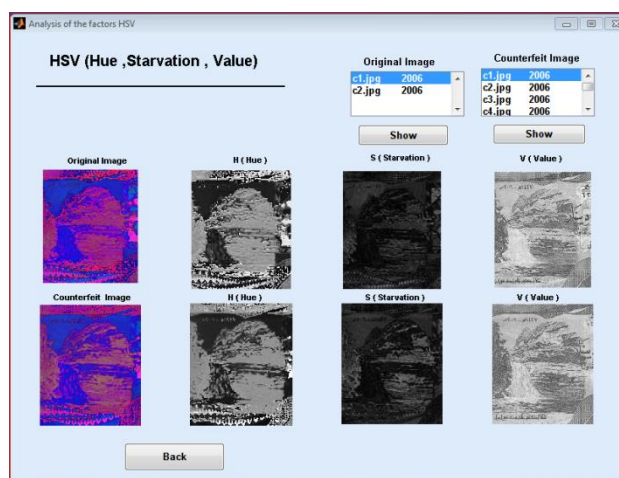 Analysis of the factors HSV
HSV (Hue ,Starvation , Value)
Original Image
c1.jpg 2006
c2.jpg 2006
Show
Counterfeit Image
c1.jpg 2006
c2.jpg 2006
c3.jpg 2006
c4.jpg 2006
Show
Original Image
H ( Hue )
S ( Starvation )
V ( Value )
Counterfeit Image
H ( Hue )
S ( Starvation )
V ( Value )
Back